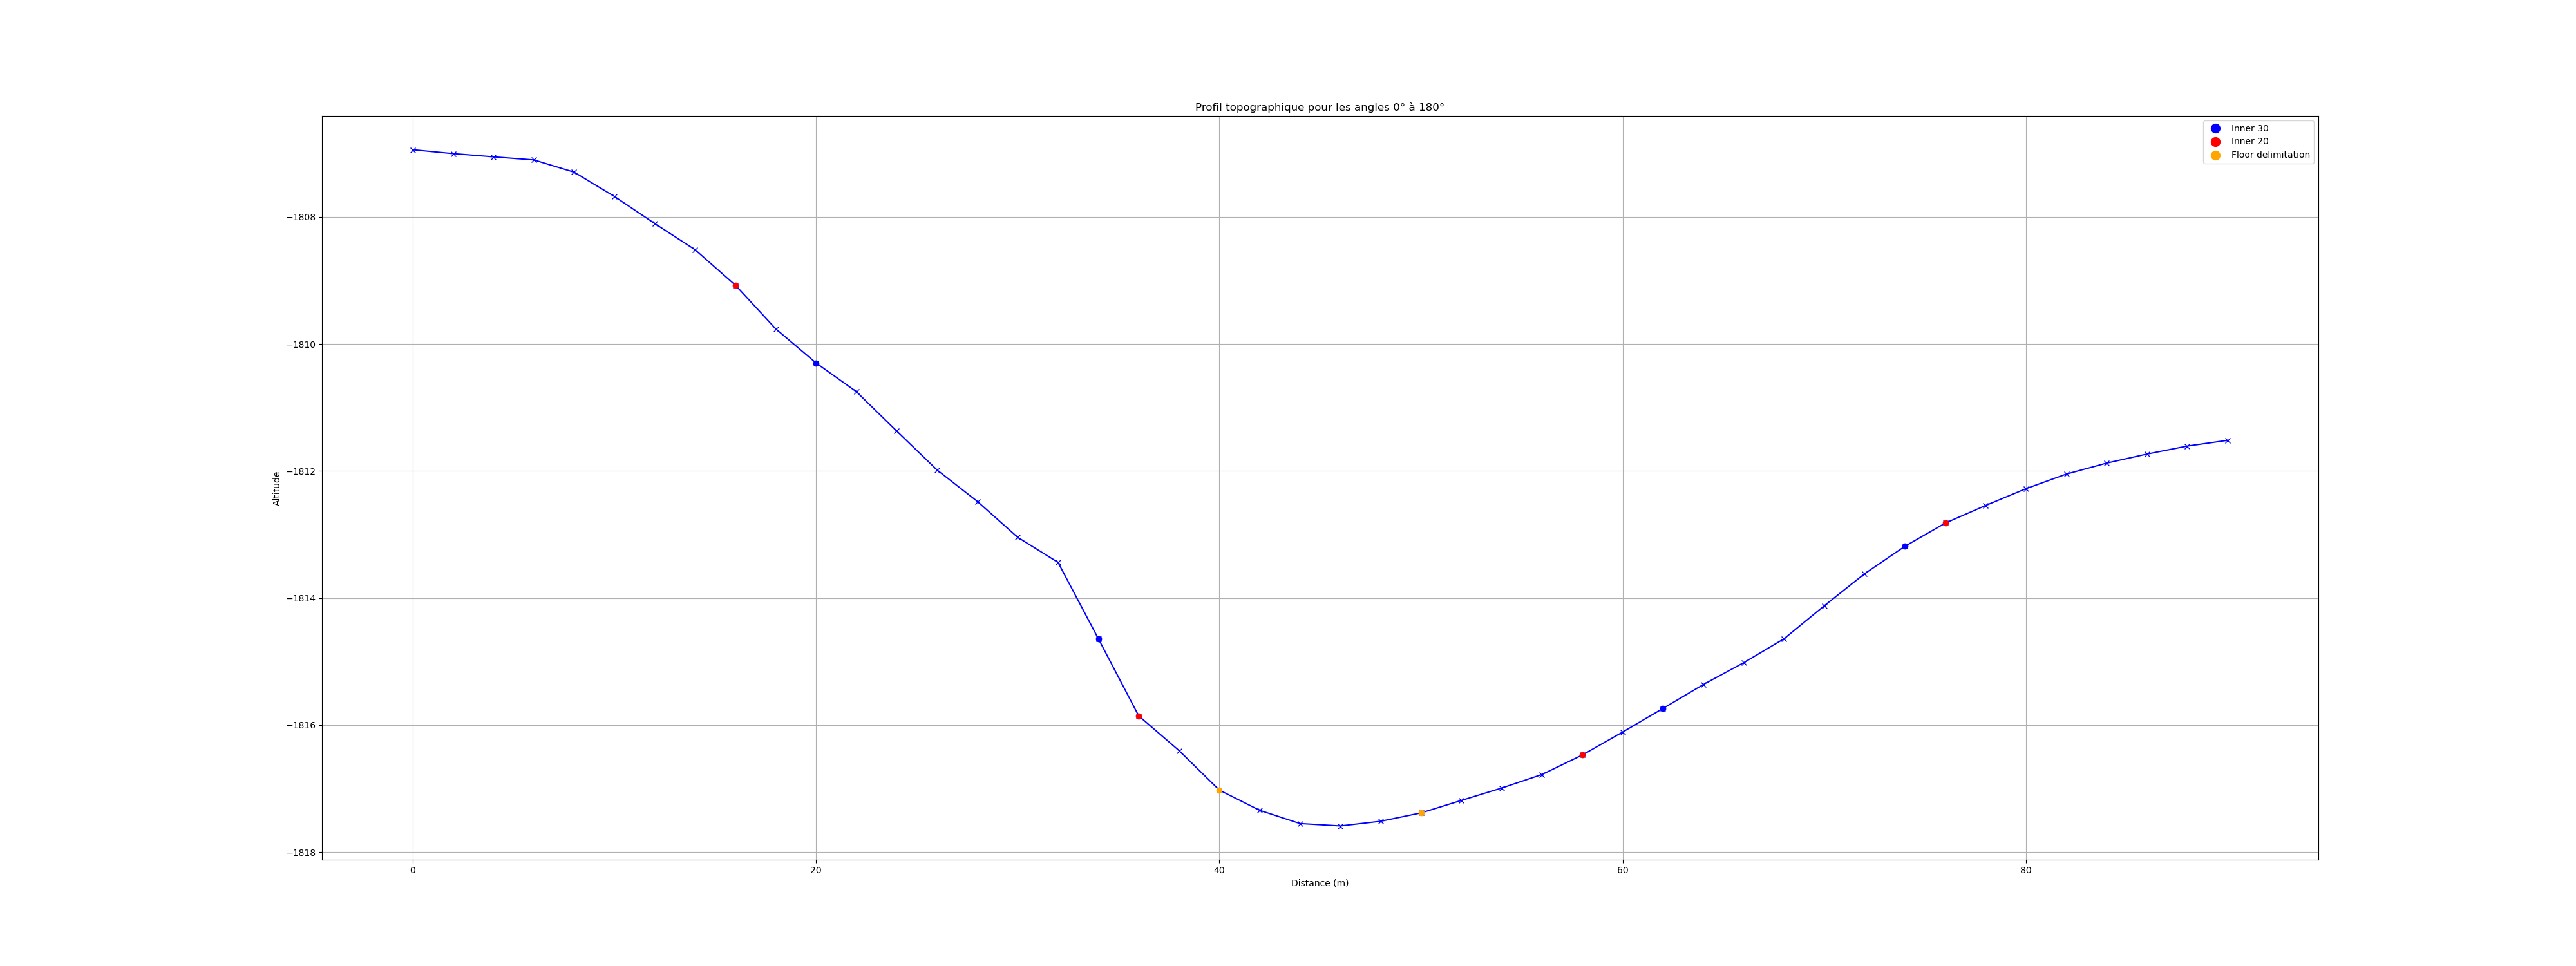 Profil topographique pour les angles 0° à 180°
Inner 30
Inner 20
Floor delimitation
Altitude
−1808
−1810
−1812
−1814
−1816
−1818
0
20
40
60
80
Distance (m)